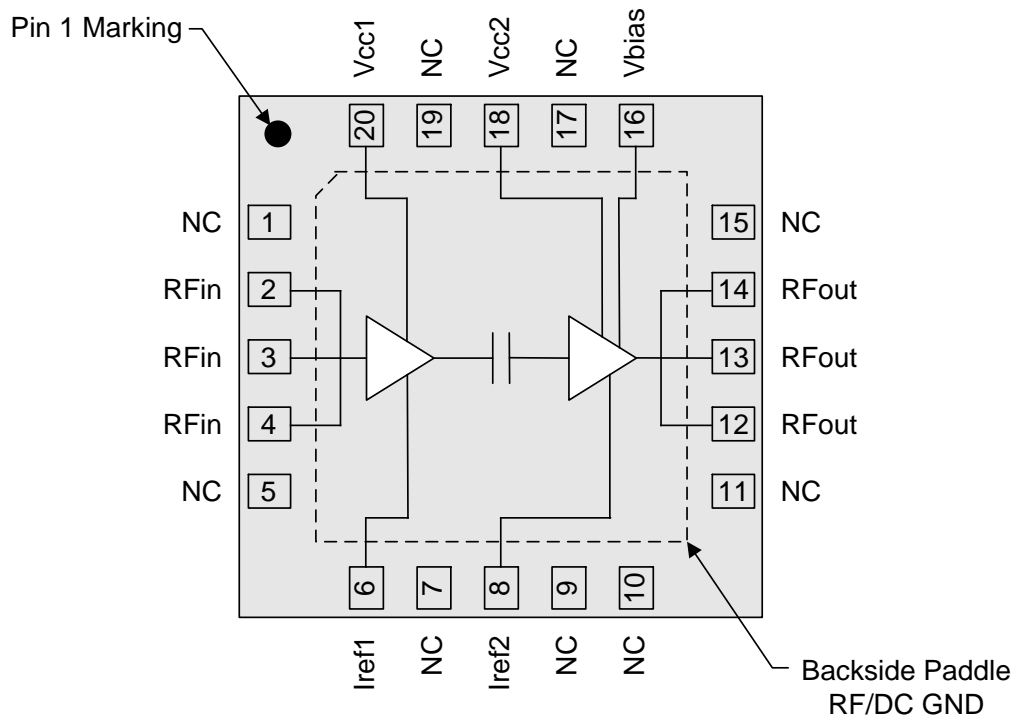 Pin 1 Marking
Vcc1
NC
Vcc2
NC
Vbias
20
19
18
17
16
NC 1
15 NC
RFin 2
14 RFout
RFin 3
13 RFout
RFin 4
12 RFout
NC 5
11 NC
6
7
8
9
10
Iref1
NC
Iref2
NC
NC
Backside Paddle
RF/DC GND